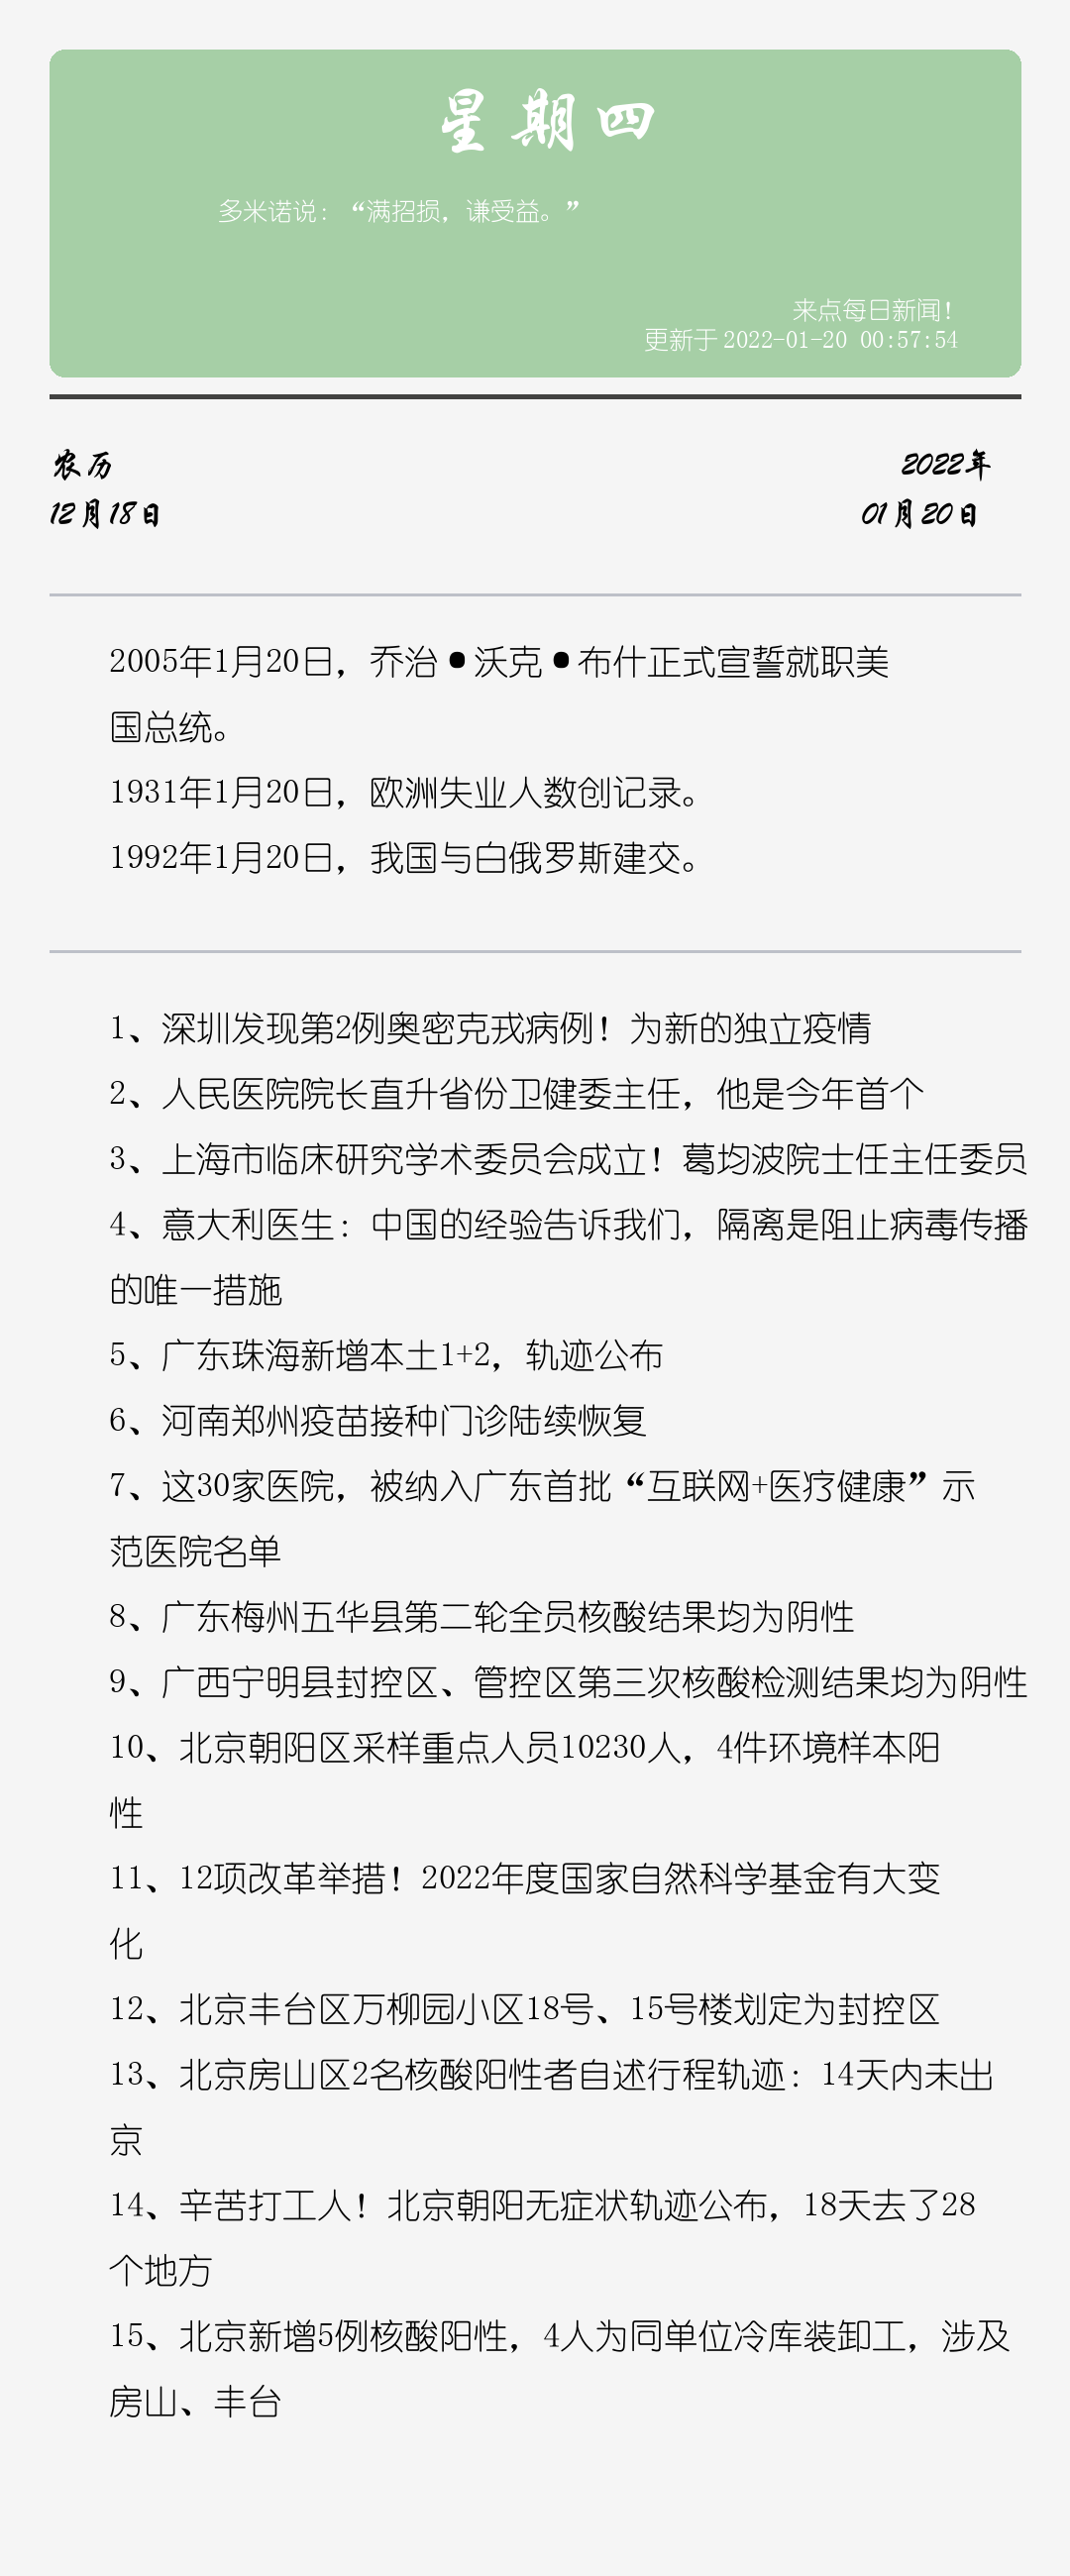 星期四
多米诺说：“满招损，谦受益。”
来点每日新闻！
更新于 2022-01-20 00:57:54
农历
2022年
12月18日
01月20日
2005年1月20日，乔治•沃克•布什正式宣誓就职美
国总统。
1931年1月20日，欧洲失业人数创记录。
1992年1月20日，我国与白俄罗斯建交。
1、深圳发现第2例奥密克戎病例！为新的独立疫情
2、人民医院院长直升省份卫健委主任，他是今年首个
3、上海市临床研究学术委员会成立！葛均波院士任主任委员
4、意大利医生：中国的经验告诉我们，隔离是阻止病毒传播
的唯一措施
5、广东珠海新增本土1+2，轨迹公布
6、河南郑州疫苗接种门诊陆续恢复
7、这30家医院，被纳入广东首批“互联网+医疗健康”示
范医院名单
8、广东梅州五华县第二轮全员核酸结果均为阴性
9、广西宁明县封控区、管控区第三次核酸检测结果均为阴性
10、北京朝阳区采样重点人员10230人，4件环境样本阳
性
11、12项改革举措！2022年度国家自然科学基金有大变
化
12、北京丰台区万柳园小区18号、15号楼划定为封控区
13、北京房山区2名核酸阳性者自述行程轨迹：14天内未出
京
14、辛苦打工人！北京朝阳无症状轨迹公布，18天去了28
个地方
15、北京新增5例核酸阳性，4人为同单位冷库装卸工，涉及
房山、丰台